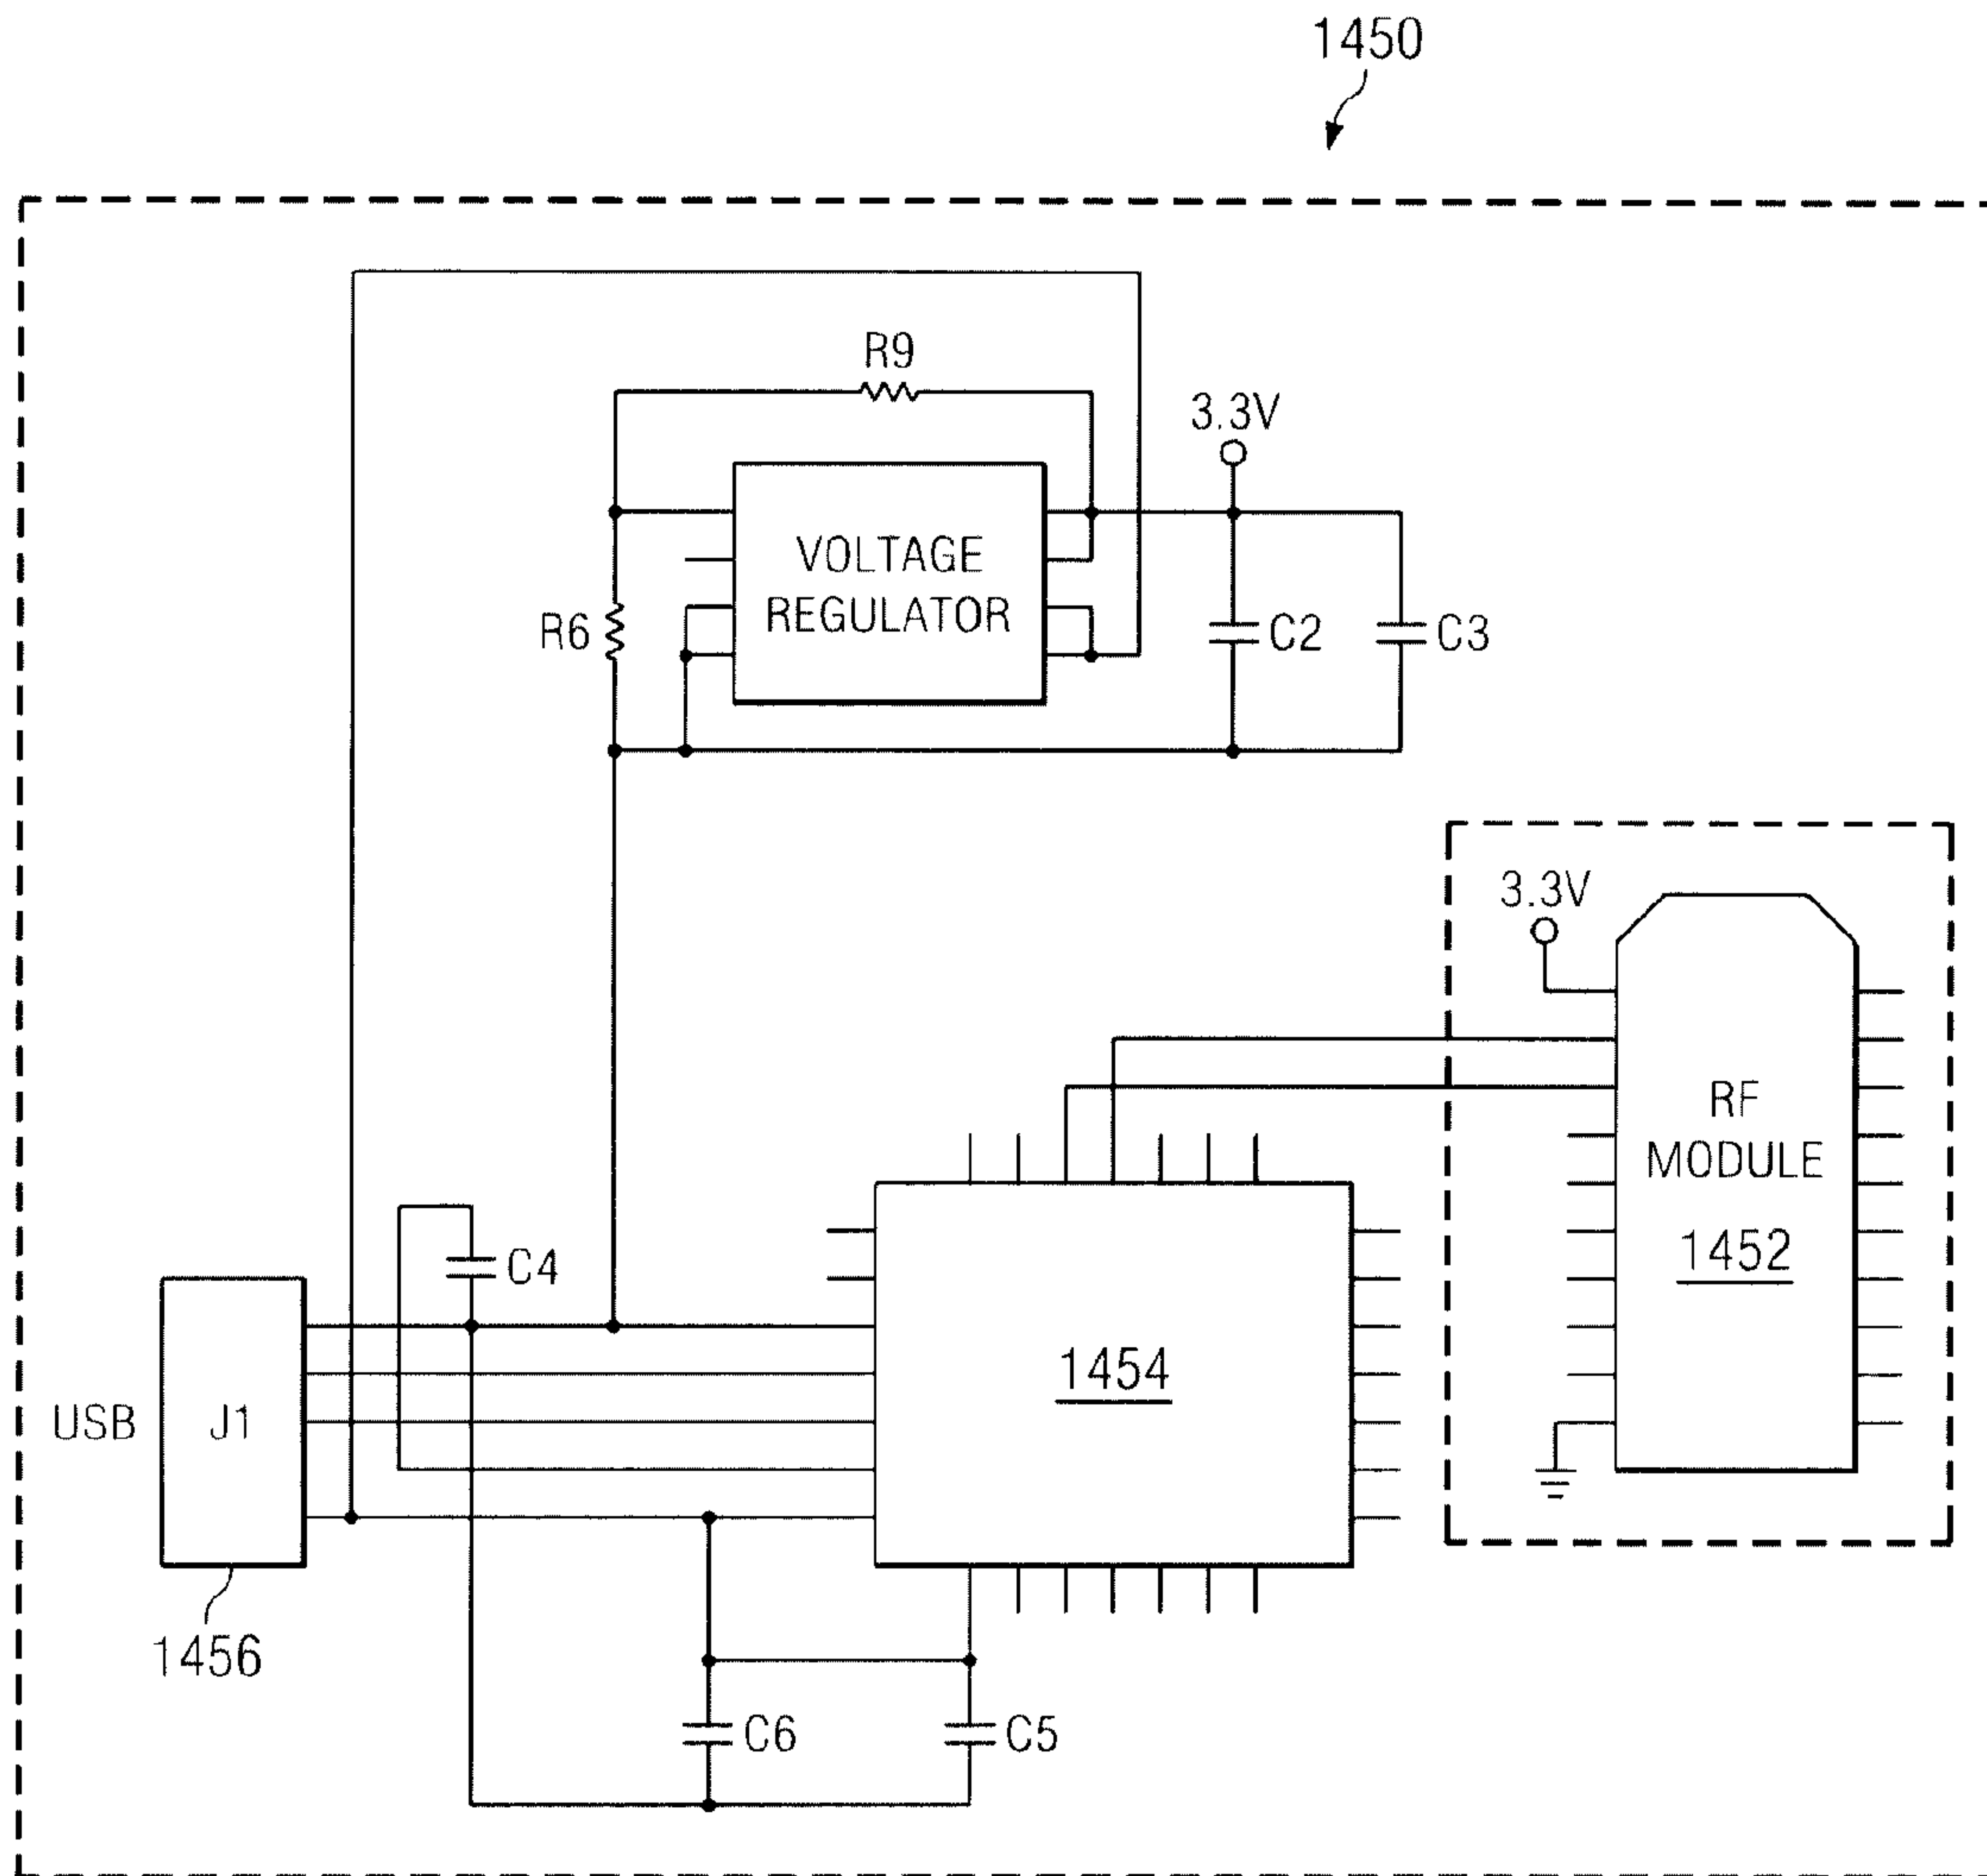 1450
R9
3.3V
VOLTAGE
REGULATOR
R6
C2
C3
3.3V
RF
MODULE
1452
C4
1454
USB
J1
1456
C6
C5